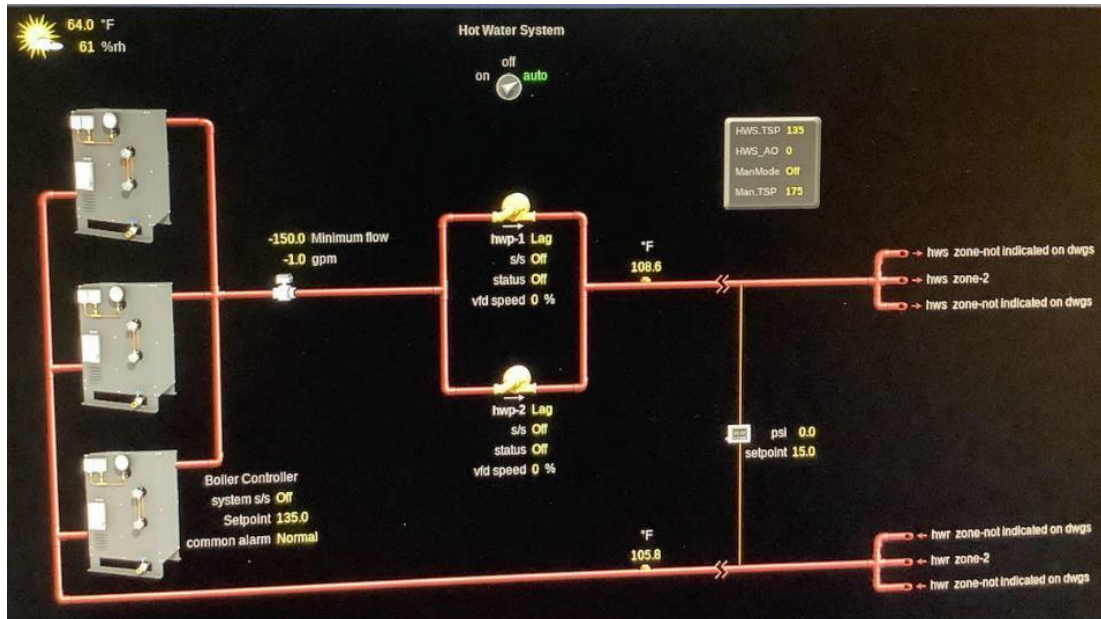 64.0 °F
61 %rh
Hot Water System
off
on auto
HWS.TSP 135
HWS_AO 0
ManMode Off
Man.TSP 175
-150.0 Minimum flow
-1.0 gpm
hwp-1 Lag
s/s Off
status Off
vfd speed 0 %
°F
108.6
hws zone-not indicated on dwgs
hws zone-2
hws zone-not indicated on dwgs
hwp-2 Lag
s/s Off
status Off
vfd speed 0 %
psi 0.0
setpoint 15.0
Boiler Controller
system s/s Off
Setpoint 135.0
common alarm Normal
°F
105.8
hwr zone-not indicated on dwgs
hwr zone-2
hwr zone-not indicated on dwgs